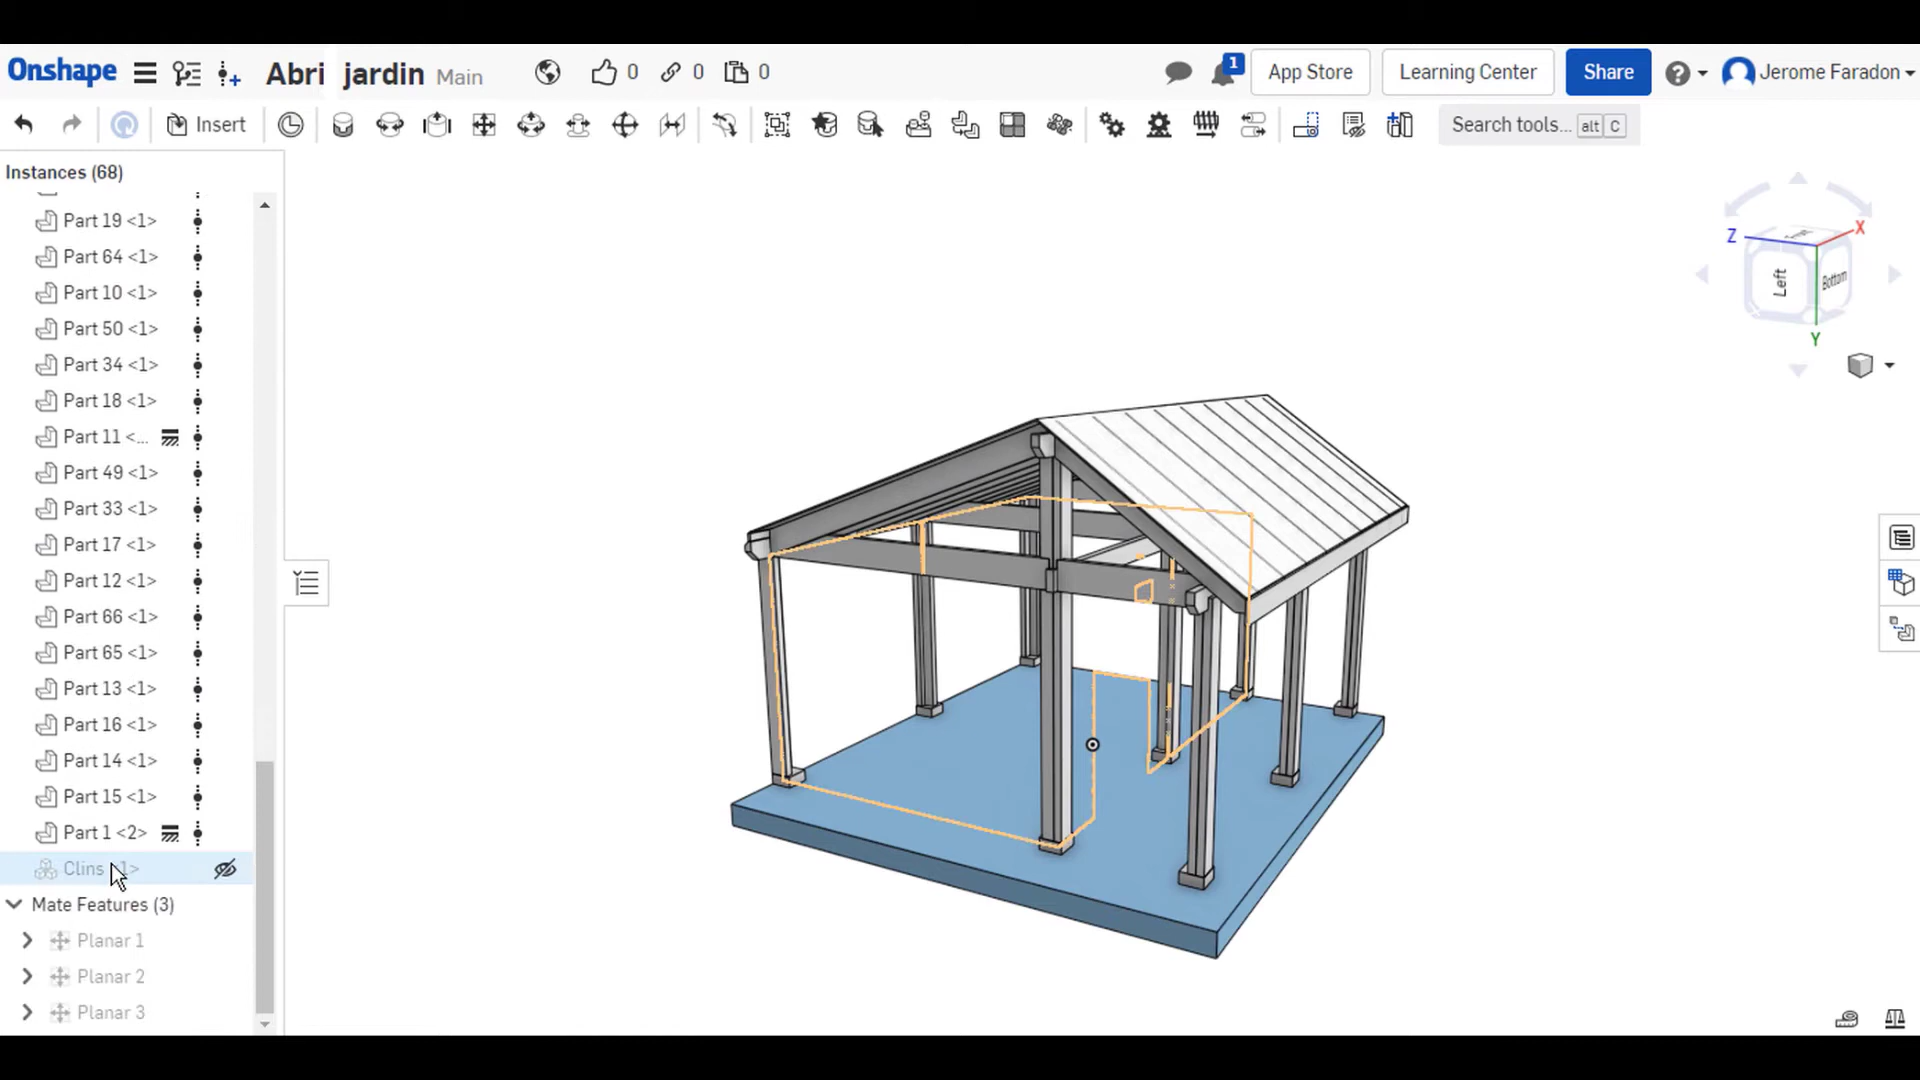 Onshape Abri jardin Main 0 0 0 1 App Store Learning Center Share Jerome Faradon
Insert Search tools... alt C
Instances (68)
Part 19 <1>
Part 64 <1>
Part 10 <1>
Part 50 <1>
Part 34 <1>
Part 18 <1>
Part 11 <...
Part 49 <1>
Part 33 <1>
Part 17 <1>
Part 12 <1>
Part 66 <1>
Part 65 <1>
Part 13 <1>
Part 16 <1>
Part 14 <1>
Part 15 <1>
Part 1 <2>
Clins <1>
Mate Features (3)
Planar 1
Planar 2
Planar 3
Z X
Left Bottom
Y